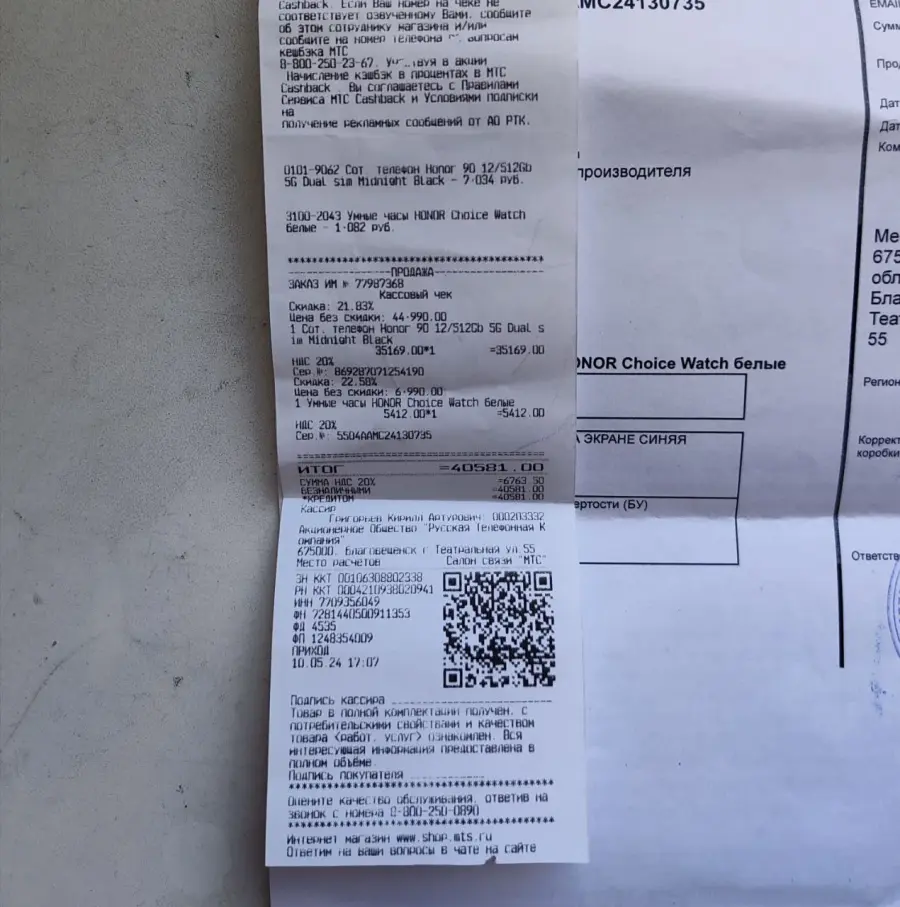 Cashback. Если Ваш номер на чеке не
соответствует озвученному Вами, сообщите
об этом сотруднику магазина и/или
сообщите на номер телефона вопросам
кешбэка МТС
8-800-250-23-67. в акции
Начисление кэшбэк в процентах в МТС
Cashback . Вы соглашаетесь с Правилами
Сервиса МТС Cashback и Условиями подписки
на
получение рекламных сообщений от АО РТК.
0101-9062 Сот. телефон Honor 90 12/512Gb
5G Dual sim Midnight Black - 7·034 руб.
3100-2043 Умные часы HONOR Choice Watch
белые - 1·082 руб.
*******************************************
------------------ПРОДАЖА------------------
ЗАКАЗ ИМ № 77987368
Кассовый чек
Скидка: 21.83%
Цена без скидки: 44·990.00
1 Сот. телефон Honor 90 12/512Gb 5G Dual s
im Midnight Black
35169.00*1 =35169.00
НДС 20%
Сер.№: 869287071254190
Скидка: 22.58%
Цена без скидки: 6·990.00
1 Умные часы HONOR Choice Watch белые
5412.00*1 =5412.00
НДС 20%
Сер.№: 5504AAMC24130735
===========================================
ИТОГ =40581.00
СУММА НДС 20% =6763.50
БЕЗНАЛИЧНЫМИ =40581.00
*КРЕДИТОМ =40581.00
Кассир
Григорьев Кирилл Артурович: 000203332
Акционерное Общество "Русская Телефонная К
омпания"
675000, Благовещенск г Театральная ул.55
Место расчетов Салон связи "МТС"
ЗН ККТ 00106308802338
РН ККТ 0004210938020941
ИНН 7709356049
ФН 7281440500911353
ФД 4535
ФП 1248354009
ПРИХОД
10.05.24 17:07
Подпись кассира
Товар в полной комплектации получен, с
потребительскими свойствами и качеством
товара (работ, услуг) ознакомлен. Вся
интересующая информация предоставлена в
полном объёме.
Подпись покупателя
*******************************************
Оцените качество обслуживания, ответив на
звонок с номера 8-800-250-0890
*******************************************
Интернет магазин www.shop.mts.ru
Ответим на ваши вопросы в чате на сайте
MC24130735
производителя
ONOR Choice Watch белые
А ЭКРАНЕ СИНЯЯ
ертости (БУ)
EMAI
Сумм
Прод
Дат
Дат
Ком
Ме
675
обл
Бла
Теат
55
Регион
Коррект
коробки
Ответств